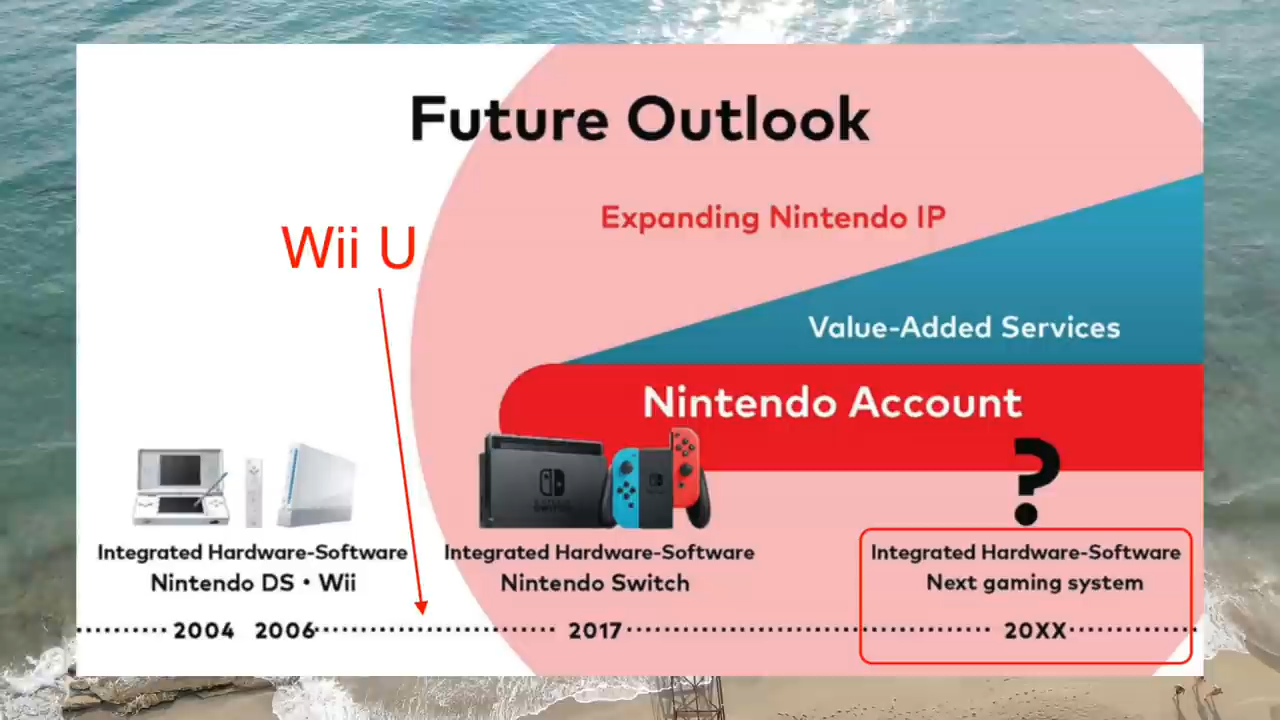 Future Outlook
Expanding Nintendo IP
Wii U
Value-Added Services
Nintendo Account
?
Integrated Hardware-Software
Nintendo DS・Wii
Integrated Hardware-Software
Nintendo Switch
Integrated Hardware-Software
Next gaming system
2004 2006 2017 20XX